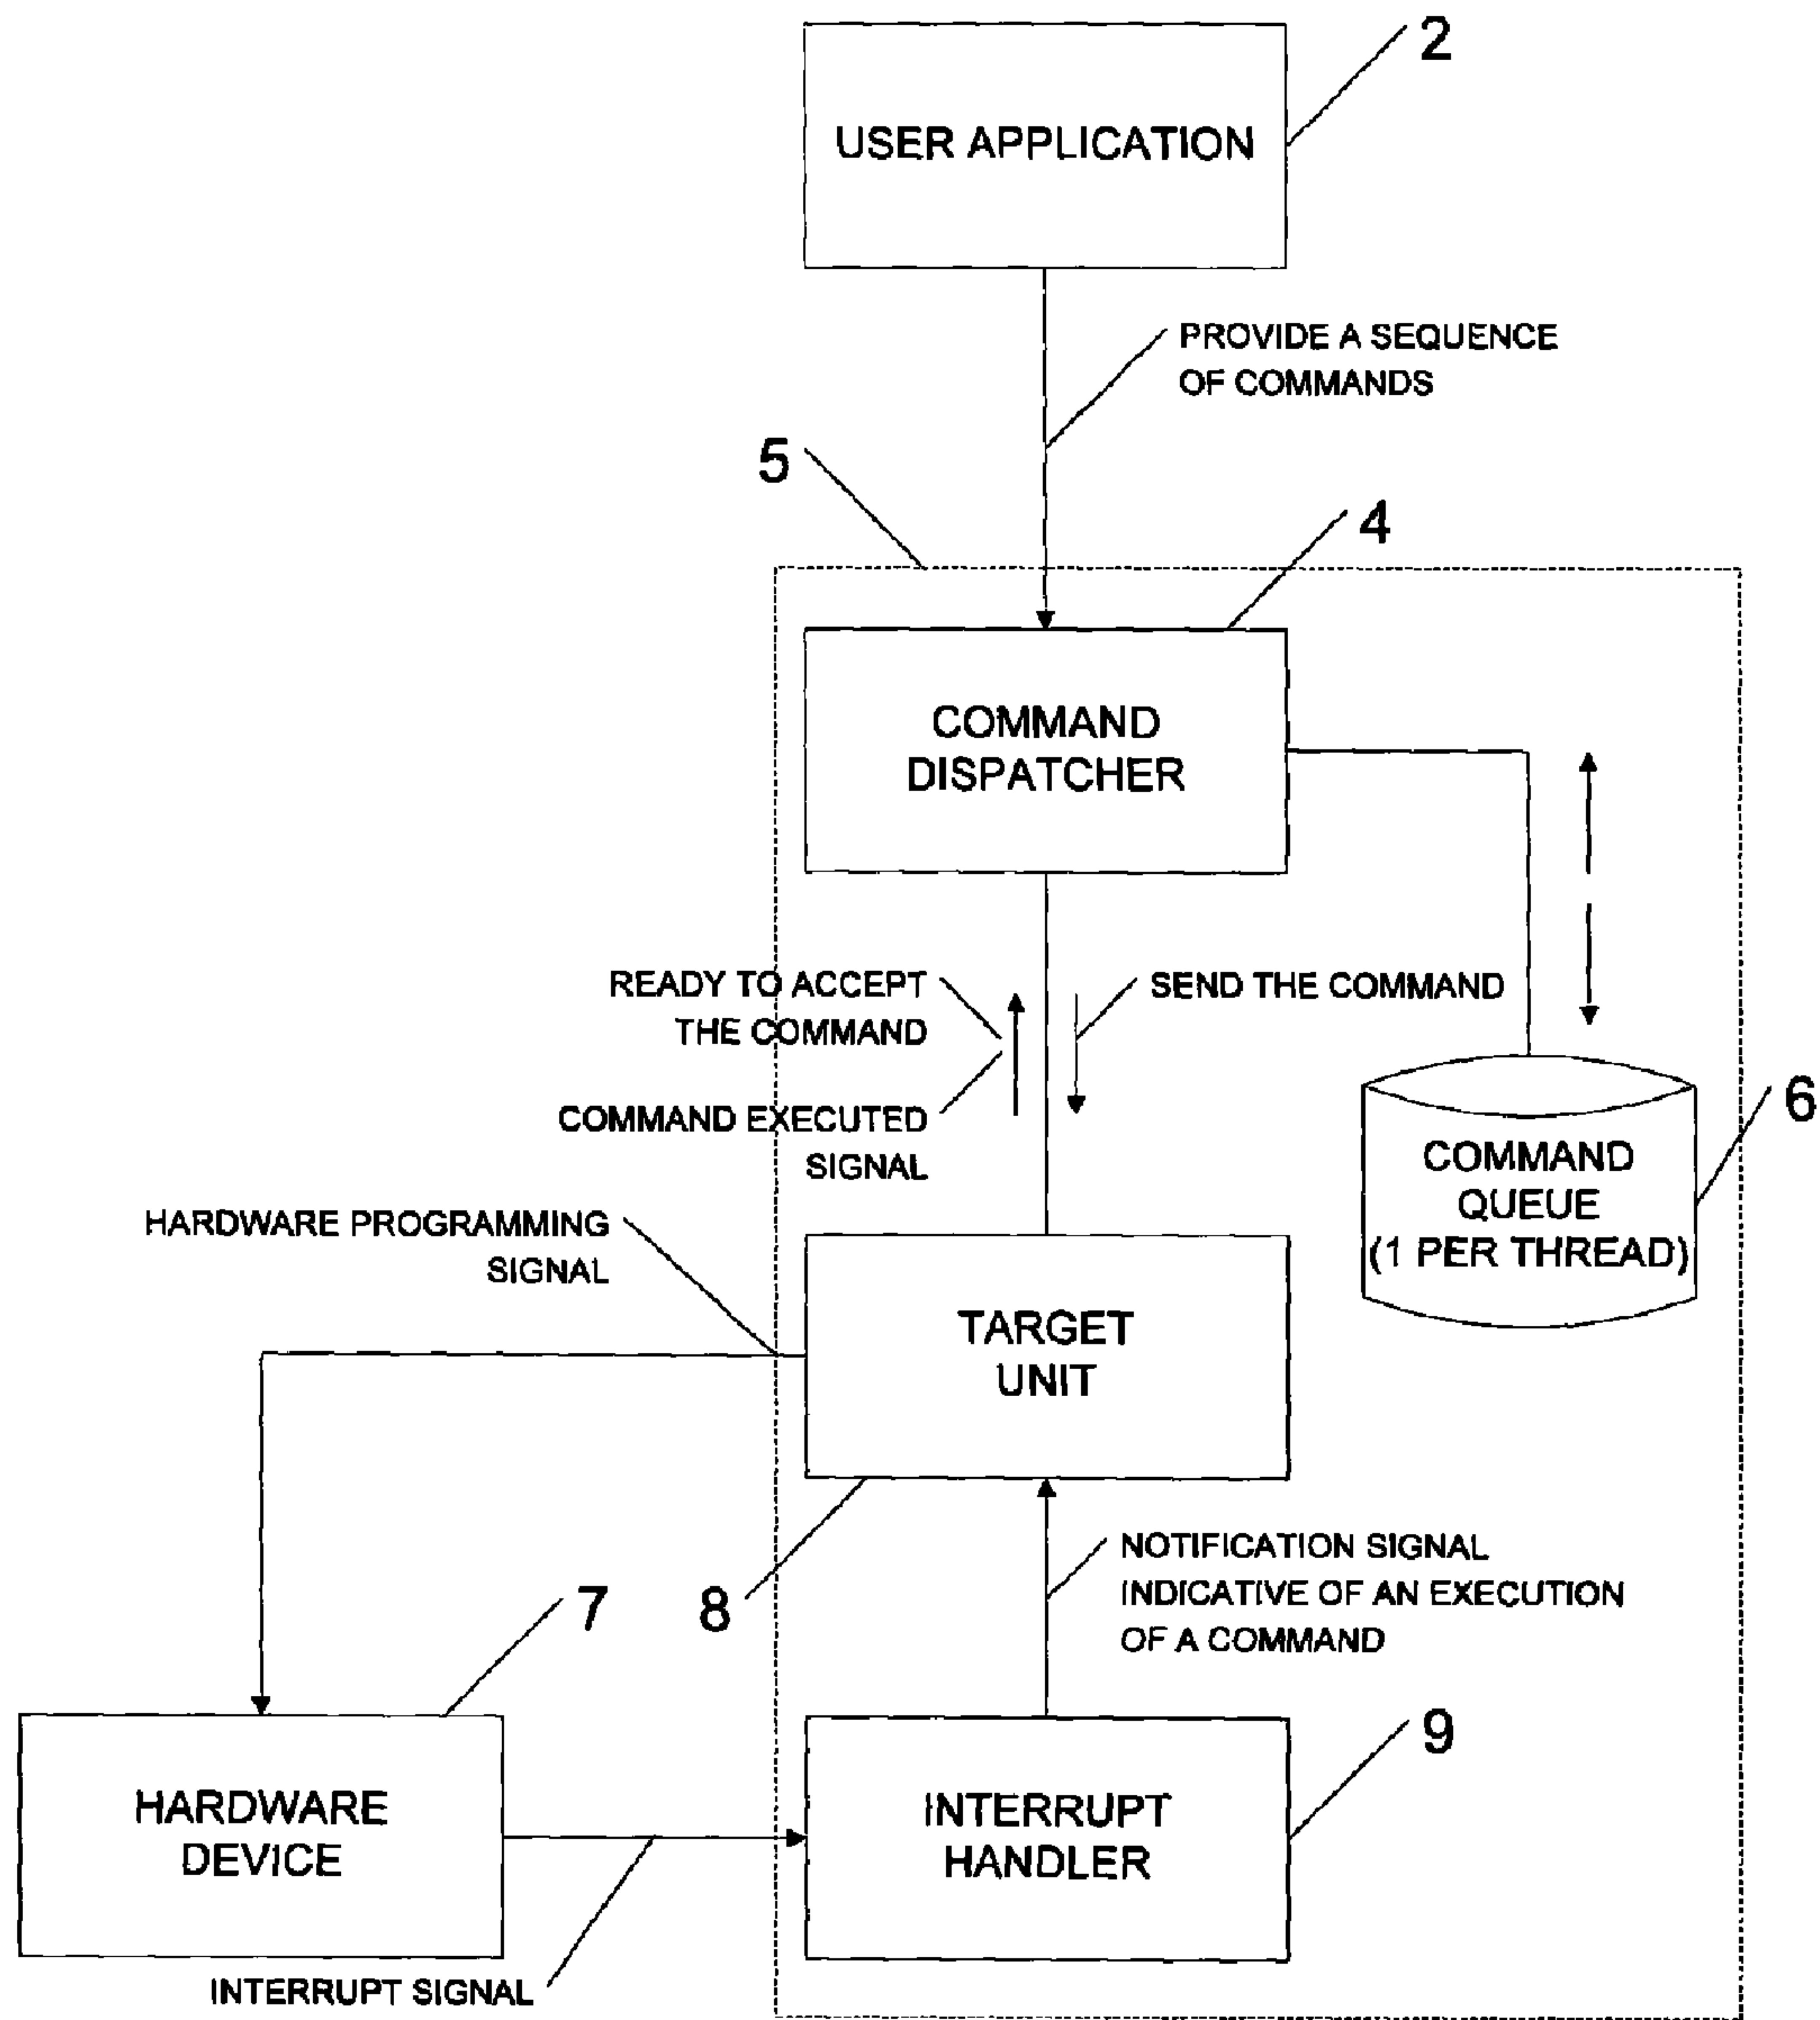 2
USER APPLICATION
PROVIDE A SEQUENCE
OF COMMANDS
5
4
COMMAND
DISPATCHER
READY TO ACCEPT
THE COMMAND
SEND THE COMMAND
COMMAND EXECUTED
SIGNAL
6
COMMAND
QUEUE
(1 PER THREAD)
HARDWARE PROGRAMMING
SIGNAL
TARGET
UNIT
8
NOTIFICATION SIGNAL
INDICATIVE OF AN EXECUTION
OF A COMMAND
7
HARDWARE
DEVICE
9
INTERRUPT
HANDLER
INTERRUPT SIGNAL